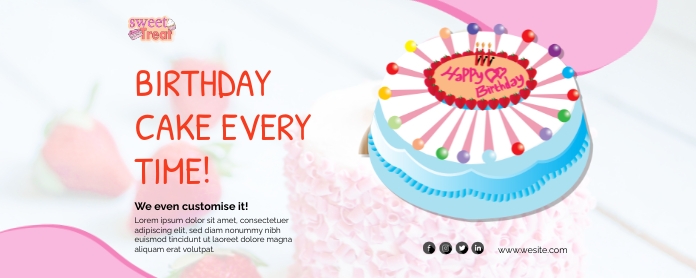 sweet
Treat
BIRTHDAY
CAKE EVERY
TIME!
Happy
Birthday
We even customise it!
Lorem ipsum dolor sit amet, consectetuer
adipiscing elit, sed diam nonummy nibh
euismod tincidunt ut laoreet dolore magna
aliquam erat volutpat.
www.wesite.com